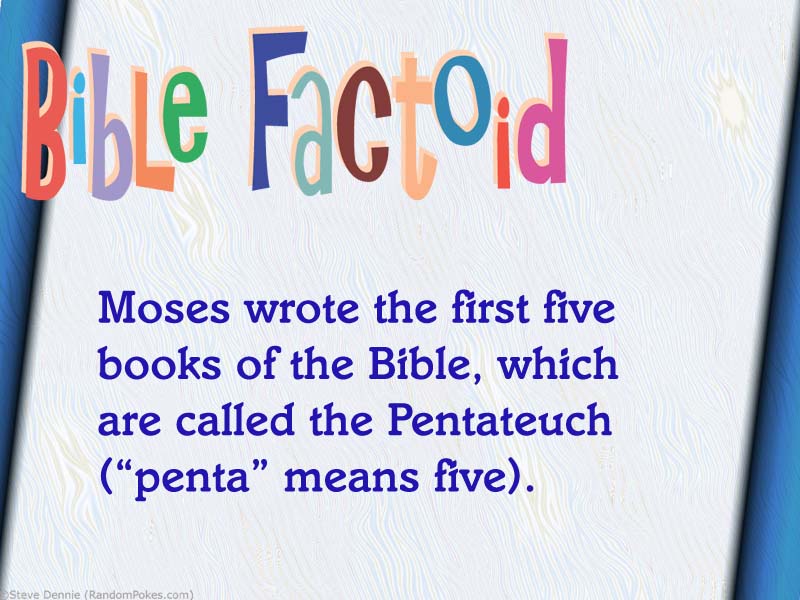 Bible Factoid
Moses wrote the first five
books of the Bible, which
are called the Pentateuch
(“penta” means five).
©Steve Dennie (RandomPokes.com)